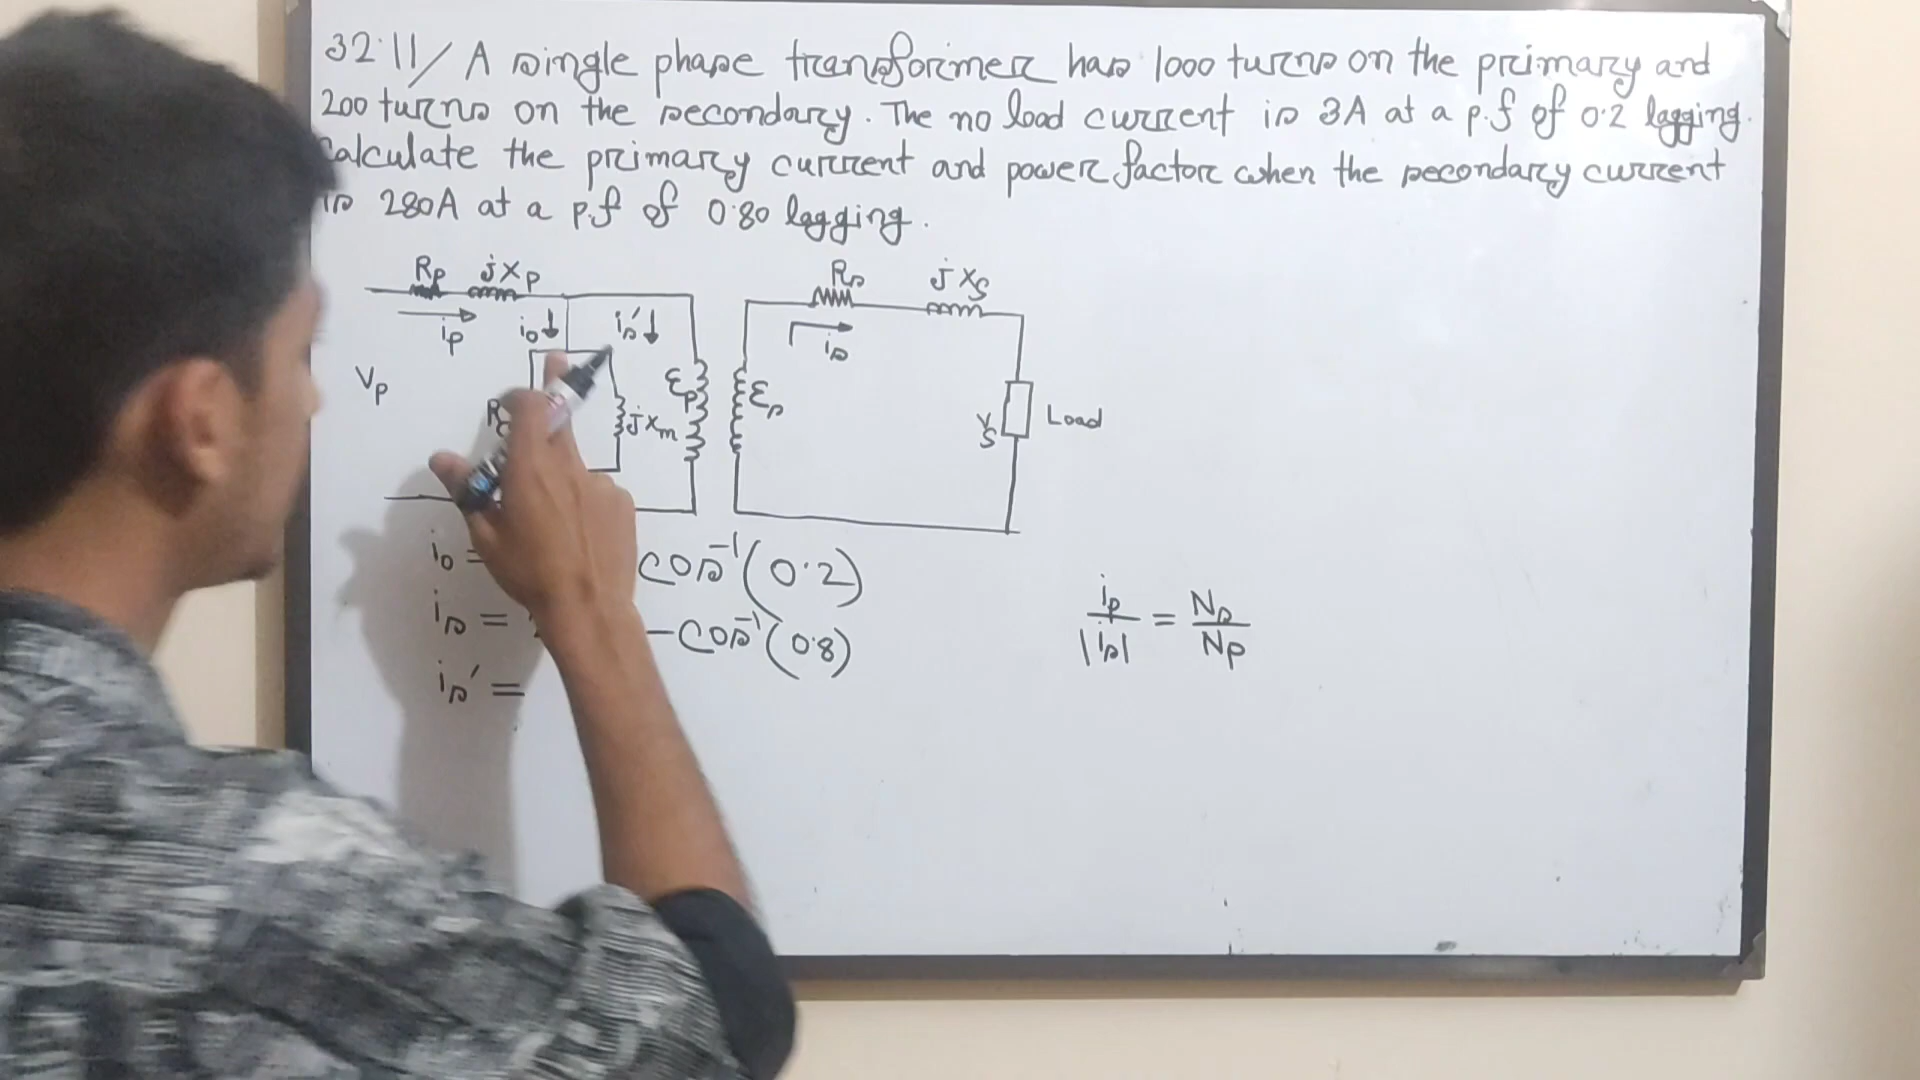 32.11/ A single phase transformer has 1000 turns on the primary and
200 turns on the secondary. The no load current is 3A at a p.f of 0.2 lagging.
Calculate the primary current and power factor when the secondary current
is 280A at a p.f of 0.80 lagging.
Rp jXp
Rs jXs
ip
i0↓ is'↓
is
Vp
Ep
Es
jXm
Vs
Load
i0 =
cos⁻¹(0.2)
is =
-cos⁻¹(0.8)
is' =
ip/|is| = Ns/Np